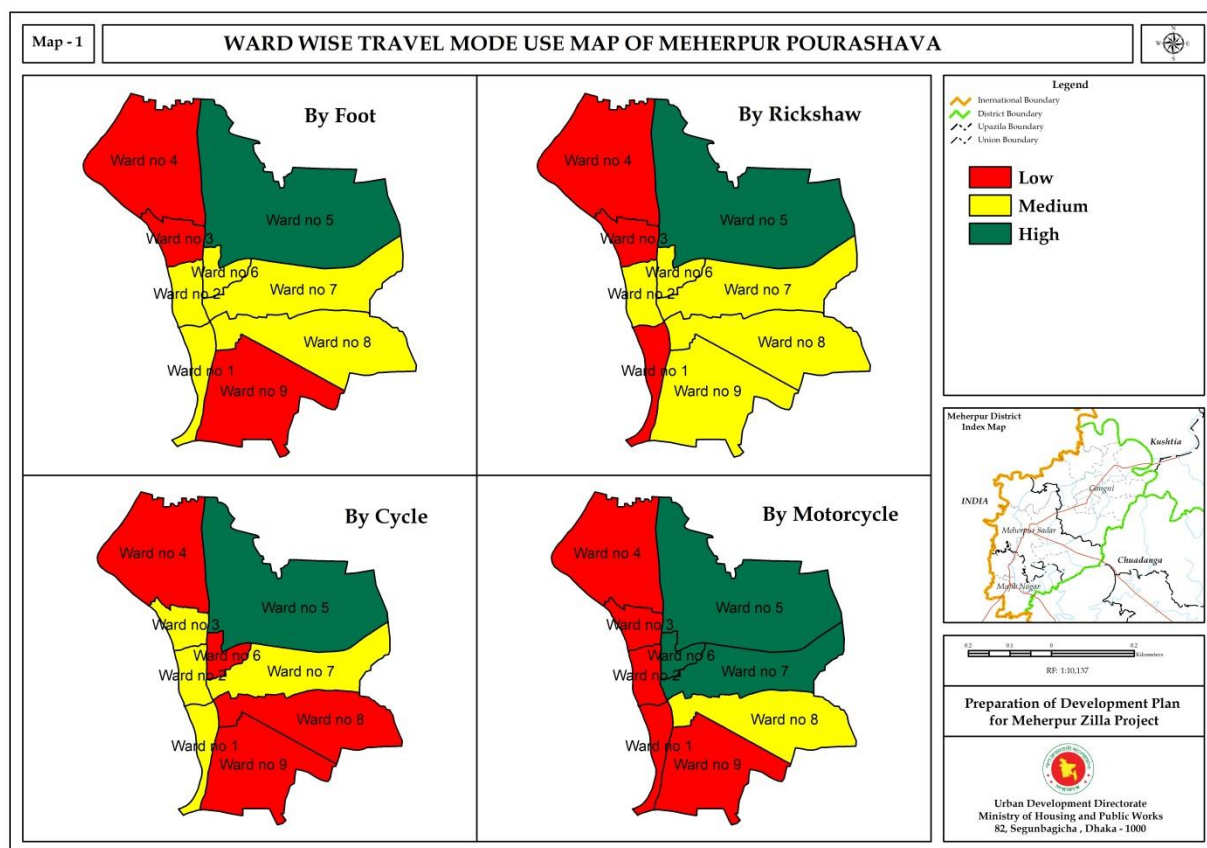 Map - 1
WARD WISE TRAVEL MODE USE MAP OF MEHERPUR POURASHAVA
N
W E
S
By Foot
Ward no 4
Ward no 5
Ward no 3
Ward no 6
Ward no 2
Ward no 7
Ward no 8
Ward no 1
Ward no 9
By Rickshaw
Ward no 4
Ward no 5
Ward no 3
Ward no 6
Ward no 2
Ward no 7
Ward no 8
Ward no 1
Ward no 9
By Cycle
Ward no 4
Ward no 5
Ward no 3
Ward no 6
Ward no 2
Ward no 7
Ward no 8
Ward no 1
Ward no 9
By Motorcycle
Ward no 4
Ward no 5
Ward no 3
Ward no 6
Ward no 2
Ward no 7
Ward no 8
Ward no 1
Ward no 9
Legend
Inernational Boundary
District Boundary
Upazila Boundary
Union Boundary
Low
Medium
High
Meherpur District
Index Map
Kushtia
Gangni
INDIA
Meherpur Sadar
Chuadanga
Mujib Nagar
0.2 0.1 0 0.2
Kilometers
RF: 1:10,137
Preparation of Development Plan
for Meherpur Zilla Project
Urban Development Directorate
Ministry of Housing and Public Works
82, Segunbagicha , Dhaka - 1000